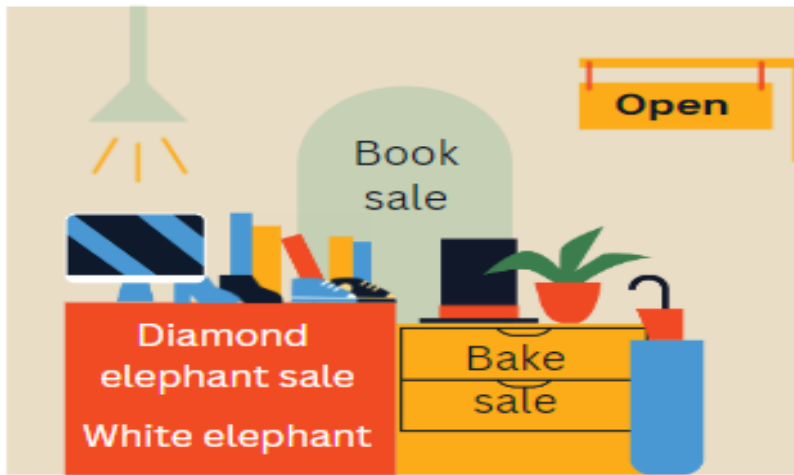 Open
Book
sale
Diamond
elephant sale
White elephant
Bake
sale